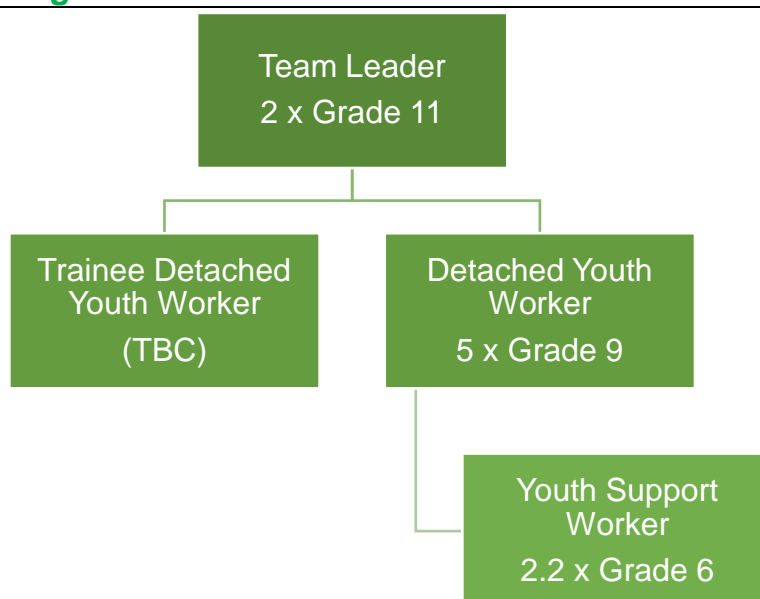 Team Leader
2 x Grade 11
Trainee Detached
Youth Worker
(TBC)
Detached Youth
Worker
5 x Grade 9
Youth Support
Worker
2.2 x Grade 6